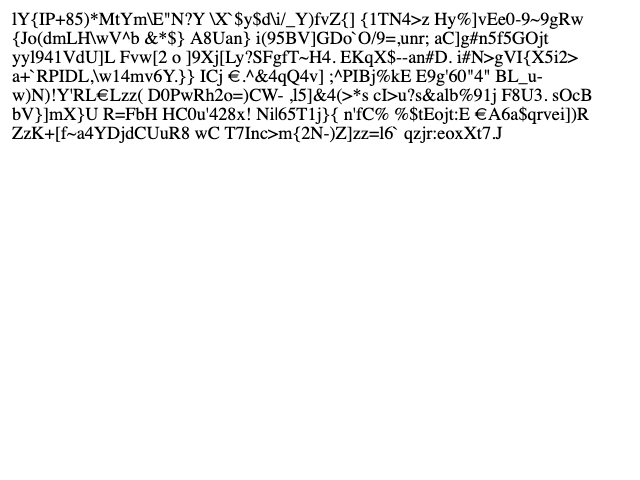 lY{IP+85)*MtYm\E"N?Y \X`$y$d\i/_Y)fvZ{] {1TN4>z Hy%]vEe0-9~9gRw
{Jo(dmLH\wV^b &*$} A8Uan} i(95BV]GDo`O/9=,unr; aC]g#n5f5GOjt
yyl941VdU]L Fvw[2 o ]9Xj[Ly?SFgfT~H4. EKqX$--an#D. i#N>gVI{X5i2>
a+`RPIDL,\w14mv6Y.}} ICj €.^&4qQ4v] ;^PIBj%kE E9g'60"4" BL_u-
w)N)!Y'RL€Lzz( D0PwRh2o=)CW- ,l5]&4(>*s cI>u?s&alb%91j F8U3. sOcB
bV}]mX}U R=FbH HC0u'428x! Nil65T1j}{ n'fC% %$tEojt:E €A6a$qrvei])R
ZzK+[f~a4YDjdCUuR8 wC T7Inc>m{2N-)Z]zz=l6` qzjr:eoxXt7.J